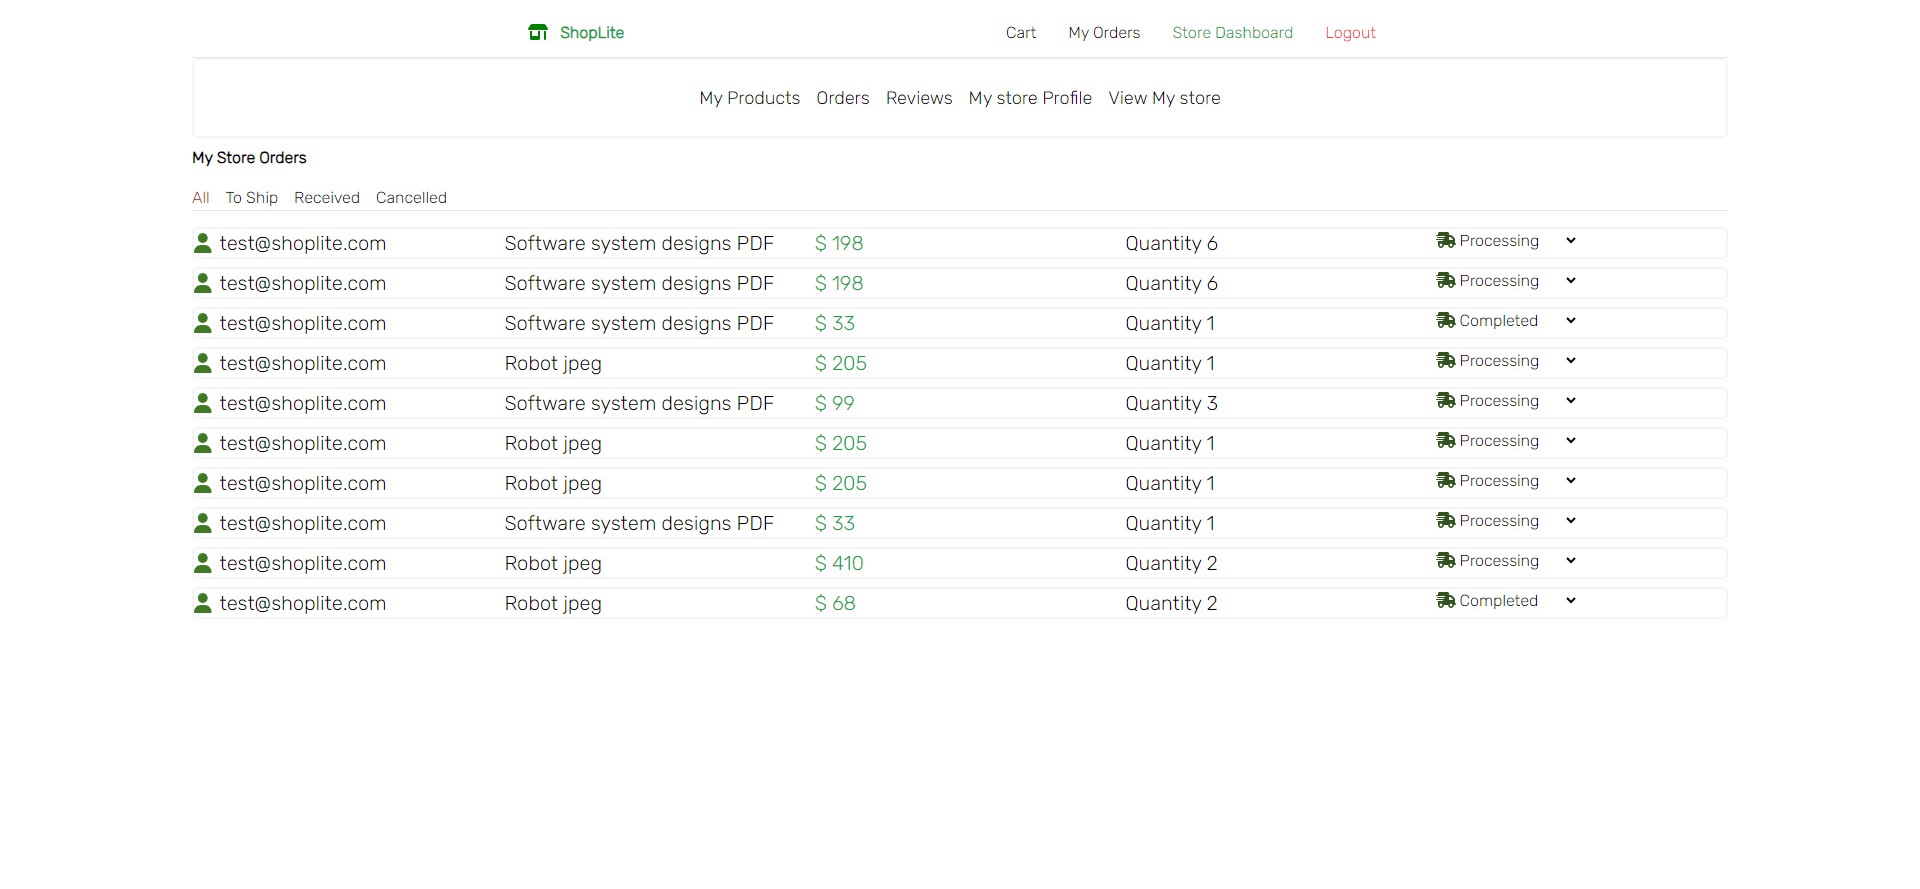 ShopLite Cart My Orders Store Dashboard Logout
My Products Orders Reviews My store Profile View My store
My Store Orders
All To Ship Received Cancelled
test@shoplite.com Software system designs PDF $ 198 Quantity 6 Processing
test@shoplite.com Software system designs PDF $ 198 Quantity 6 Processing
test@shoplite.com Software system designs PDF $ 33 Quantity 1 Completed
test@shoplite.com Robot jpeg $ 205 Quantity 1 Processing
test@shoplite.com Software system designs PDF $ 99 Quantity 3 Processing
test@shoplite.com Robot jpeg $ 205 Quantity 1 Processing
test@shoplite.com Robot jpeg $ 205 Quantity 1 Processing
test@shoplite.com Software system designs PDF $ 33 Quantity 1 Processing
test@shoplite.com Robot jpeg $ 410 Quantity 2 Processing
test@shoplite.com Robot jpeg $ 68 Quantity 2 Completed